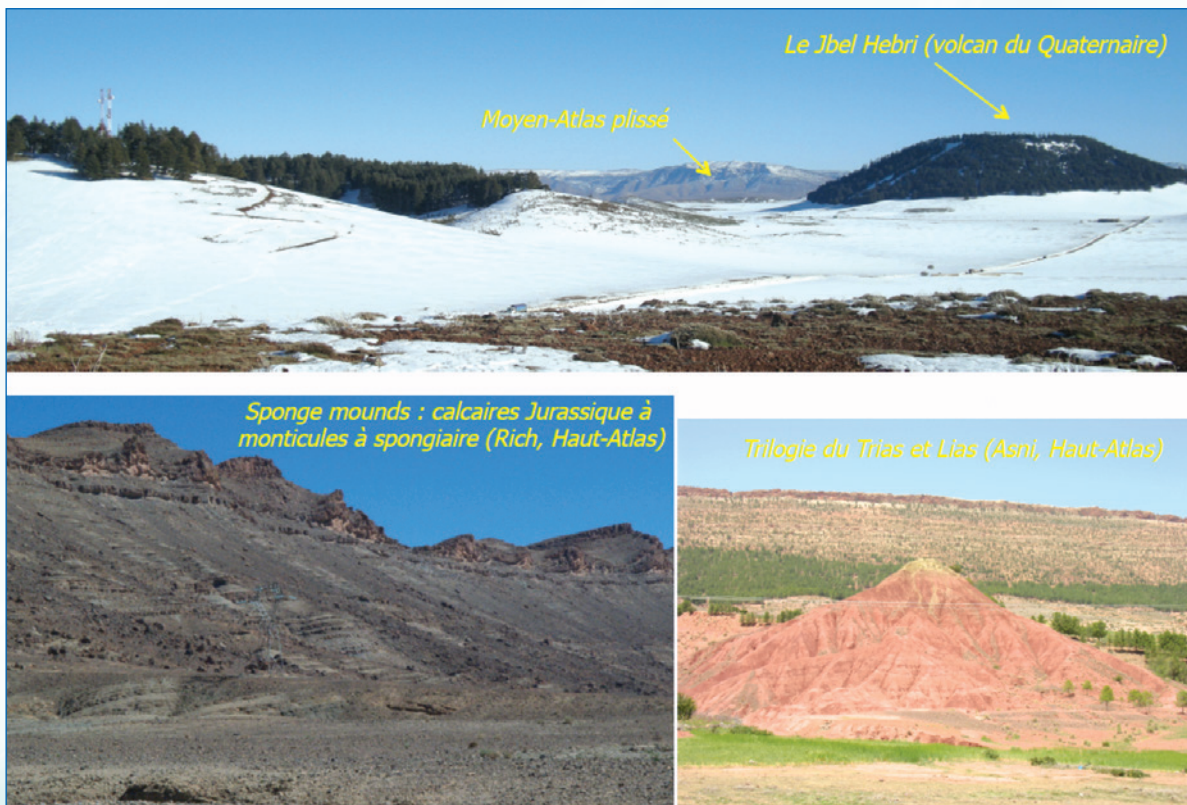 Le Jbel Hebri (volcan du Quaternaire)
Moyen-Atlas plissé
Sponge mounds : calcaires Jurassique à
monticules à spongiaire (Rich, Haut-Atlas)
Trilogie du Trias et Lias (Asni, Haut-Atlas)